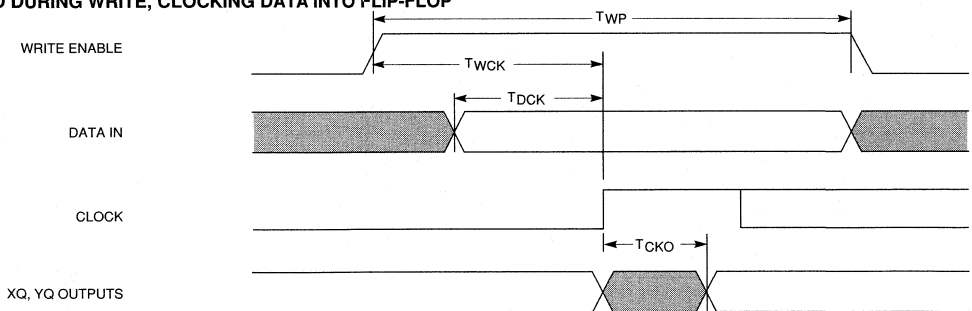 DURING WRITE, CLOCKING DATA INTO FLIP-FLOP
TWP
WRITE ENABLE
TWCK
TDCK
DATA IN
CLOCK
TCKO
XQ, YQ OUTPUTS